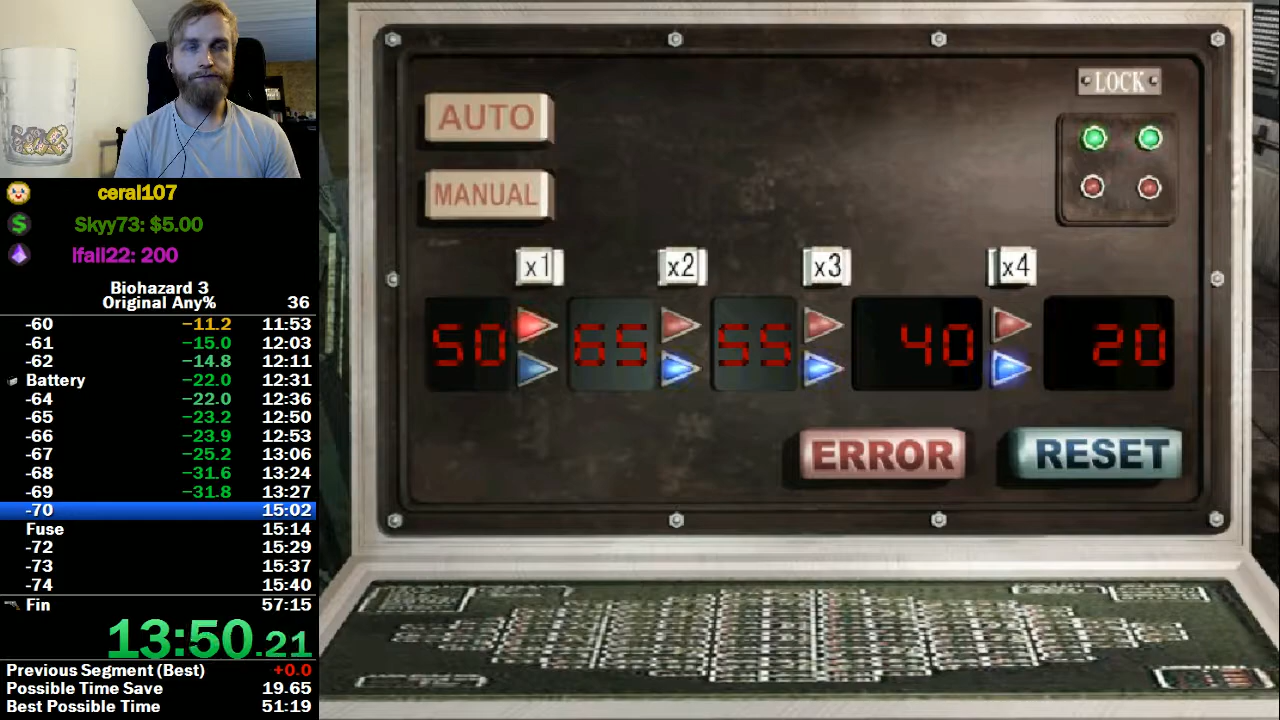 ceral107
Skyy73: $5.00
lfall22: 200
Biohazard 3
Original Any% 36
-60 −11.2 11:53
-61 −15.0 12:03
-62 −14.8 12:11
Battery −22.0 12:31
-64 −22.0 12:36
-65 −23.2 12:50
-66 −23.9 12:53
-67 −25.2 13:06
-68 −31.6 13:24
-69 −31.8 13:27
-70 15:02
Fuse 15:14
-72 15:29
-73 15:37
-74 15:40
Fin 57:15
13:50.21
Previous Segment (Best) +0.0
Possible Time Save 19.65
Best Possible Time 51:19
LOCK
AUTO
MANUAL
x1 x2 x3 x4
50 65 55 40 20
ERROR RESET